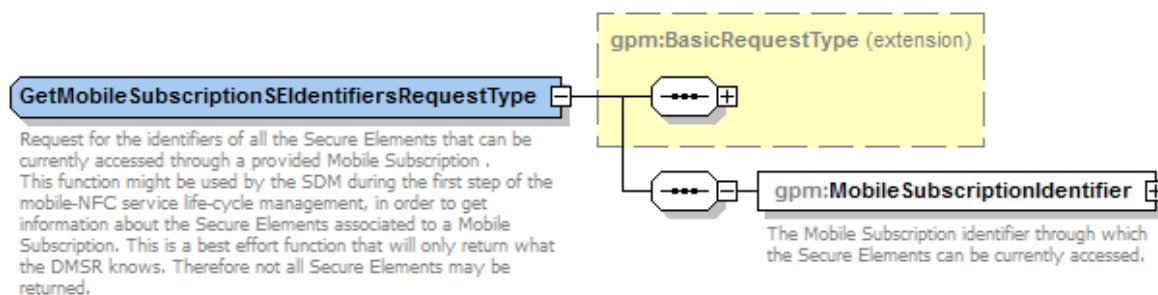 gpm:BasicRequestType (extension)
GetMobileSubscriptionSEIdentifiersRequestType
Request for the identifiers of all the Secure Elements that can be
currently accessed through a provided Mobile Subscription .
This function might be used by the SDM during the first step of the
mobile-NFC service life-cycle management, in order to get
information about the Secure Elements associated to a Mobile
Subscription. This is a best effort function that will only return what
the DMSR knows. Therefore not all Secure Elements may be
returned.
gpm:MobileSubscriptionIdentifier
The Mobile Subscription identifier through which
the Secure Elements can be currently accessed.